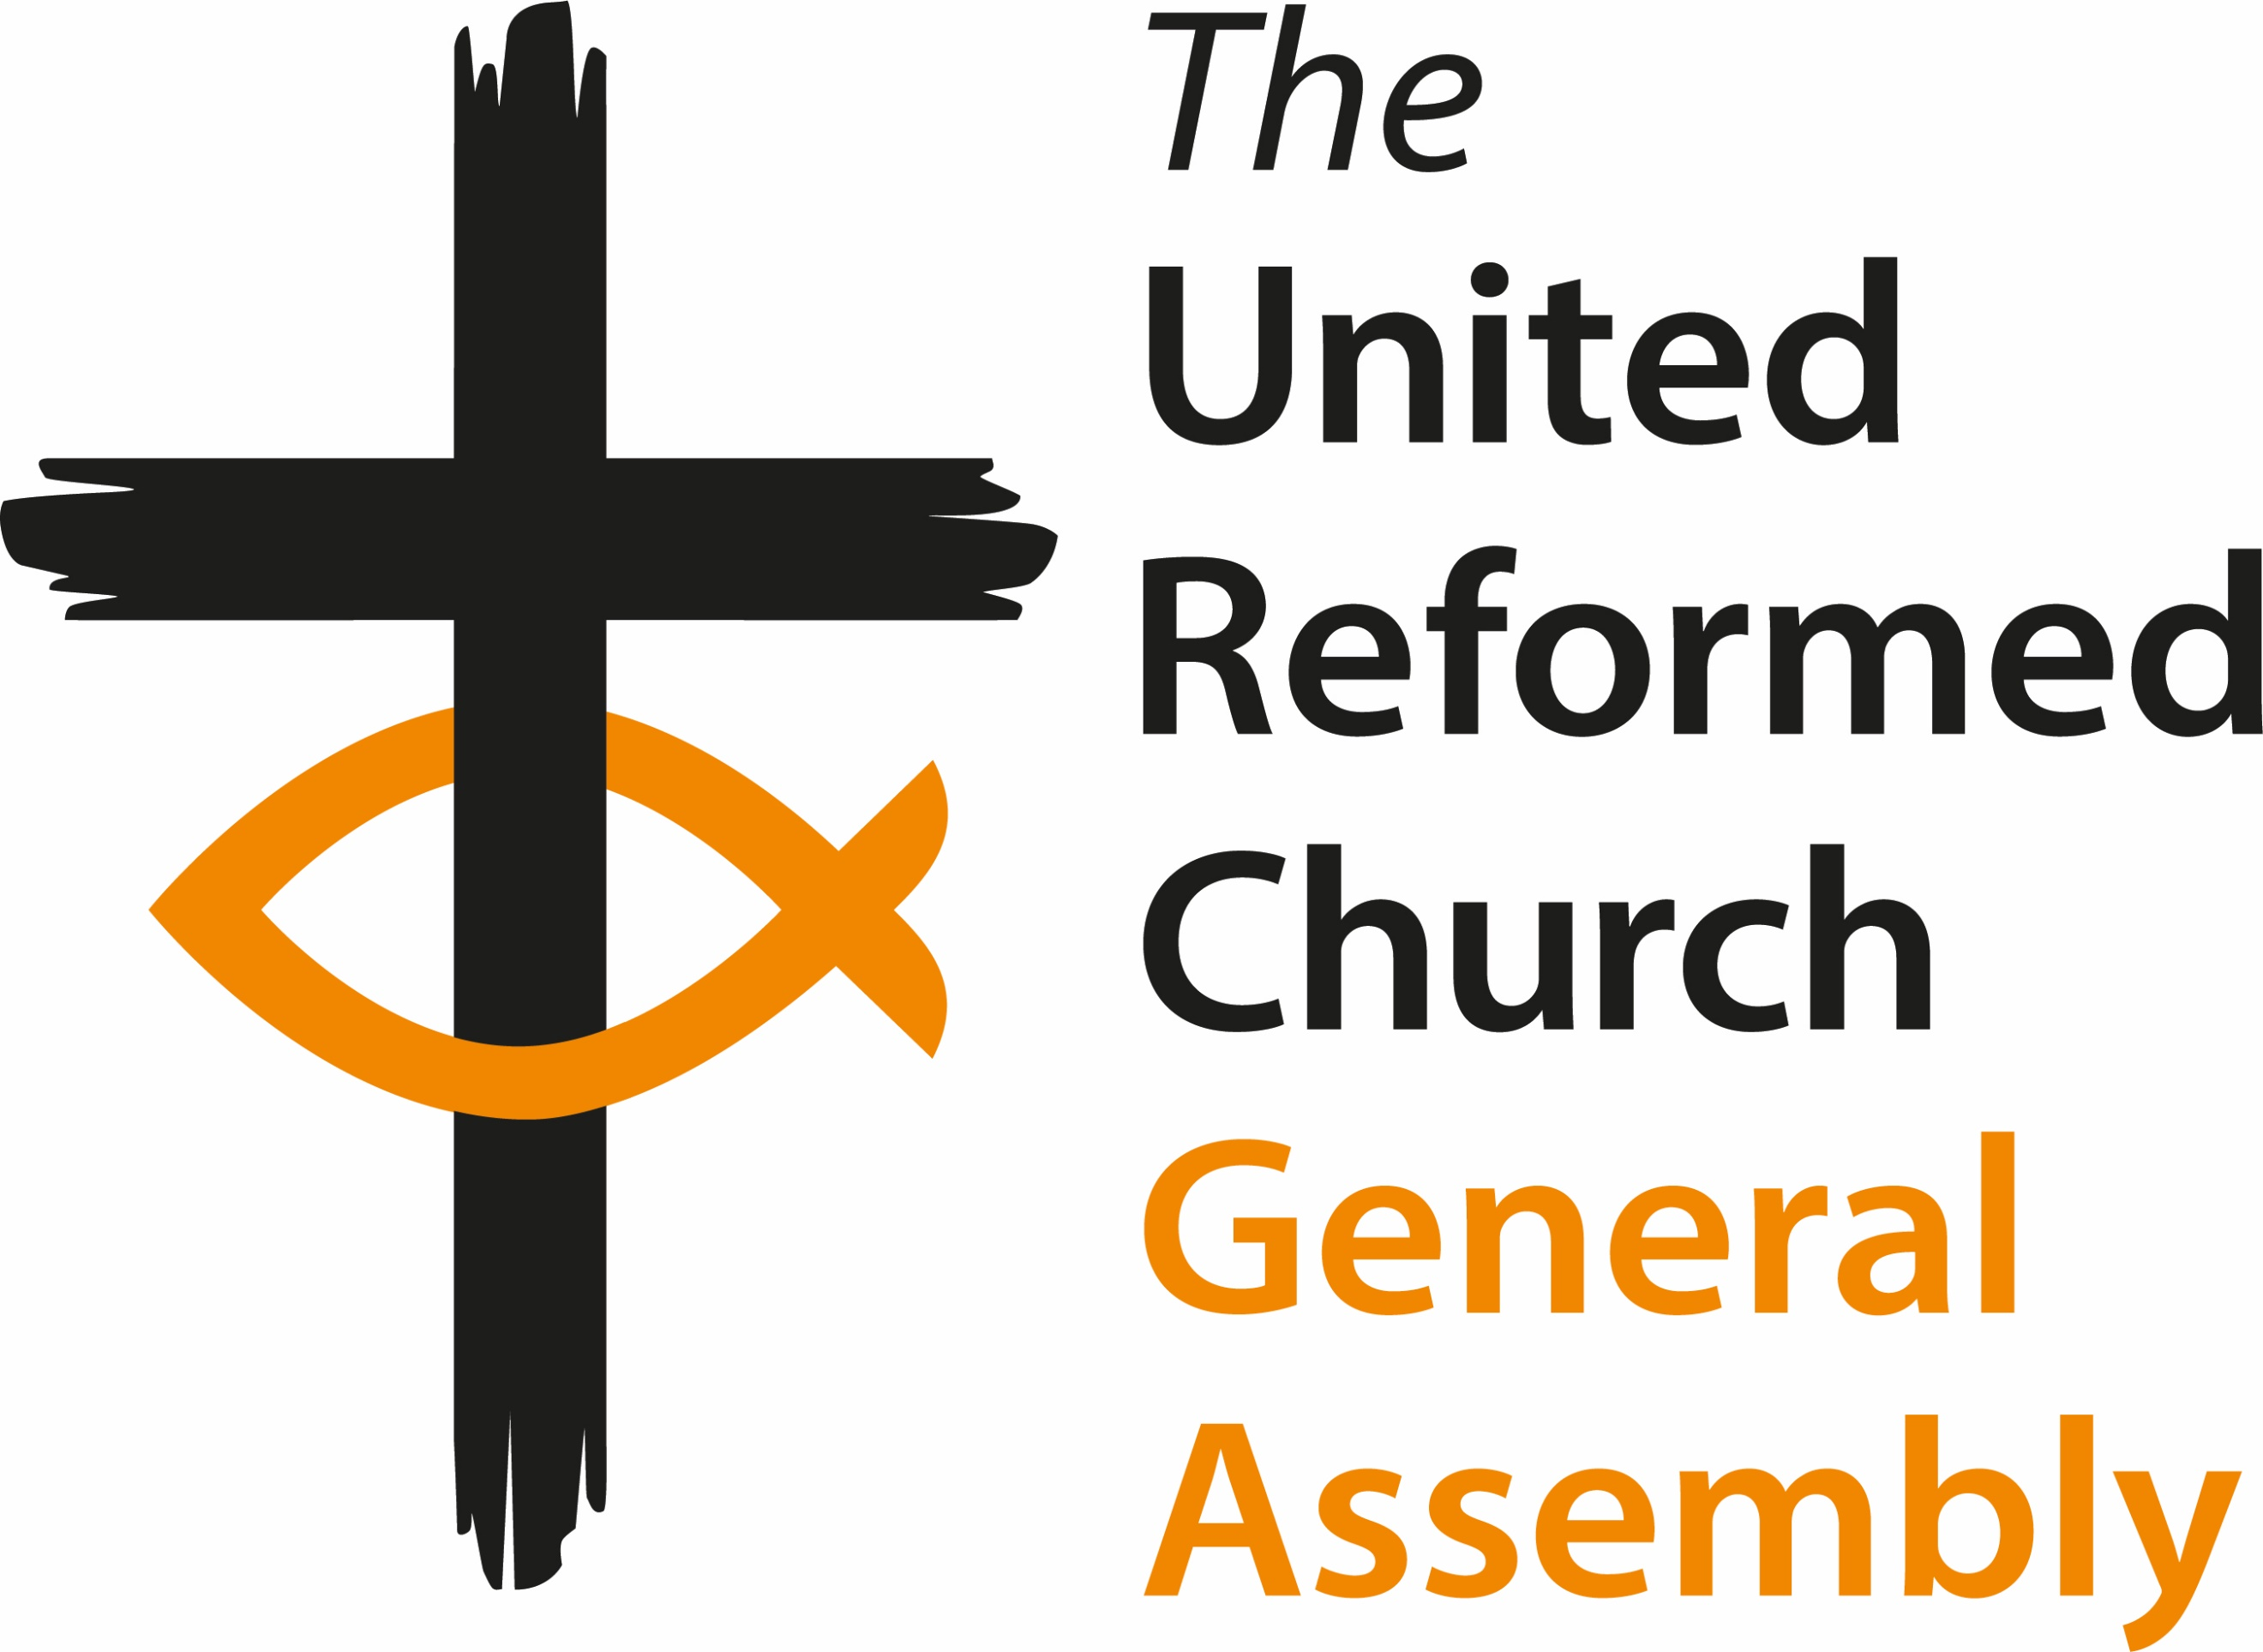 The
United
Reformed
Church
General
Assembly